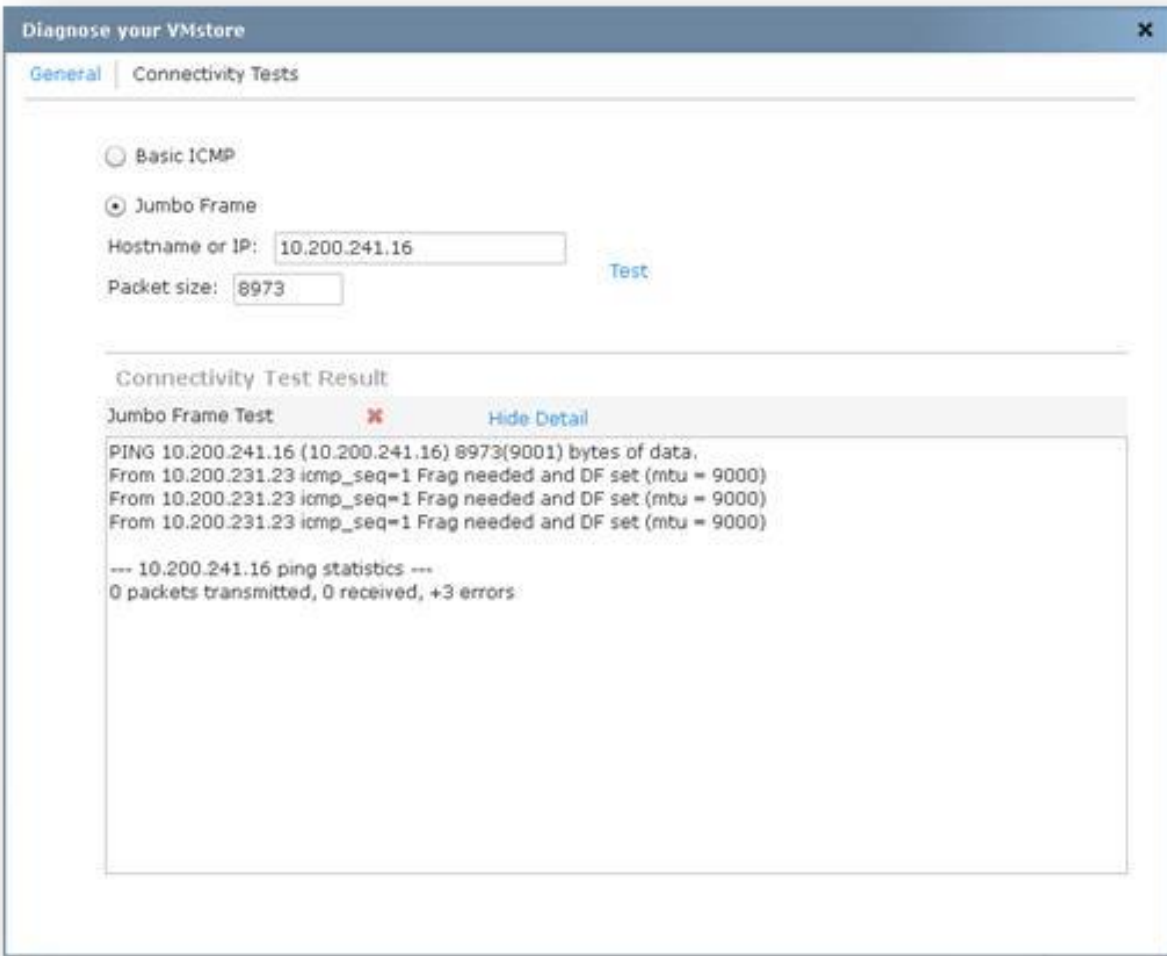 Diagnose your VMstore
General | Connectivity Tests
Basic ICMP
Jumbo Frame
Hostname or IP: 10.200.241.16
Test
Packet size: 8973
Connectivity Test Result
Jumbo Frame Test Hide Detail
PING 10.200.241.16 (10.200.241.16) 8973(9001) bytes of data.
From 10.200.231.23 icmp_seq=1 Frag needed and DF set (mtu = 9000)
From 10.200.231.23 icmp_seq=1 Frag needed and DF set (mtu = 9000)
From 10.200.231.23 icmp_seq=1 Frag needed and DF set (mtu = 9000)
--- 10.200.241.16 ping statistics ---
0 packets transmitted, 0 received, +3 errors